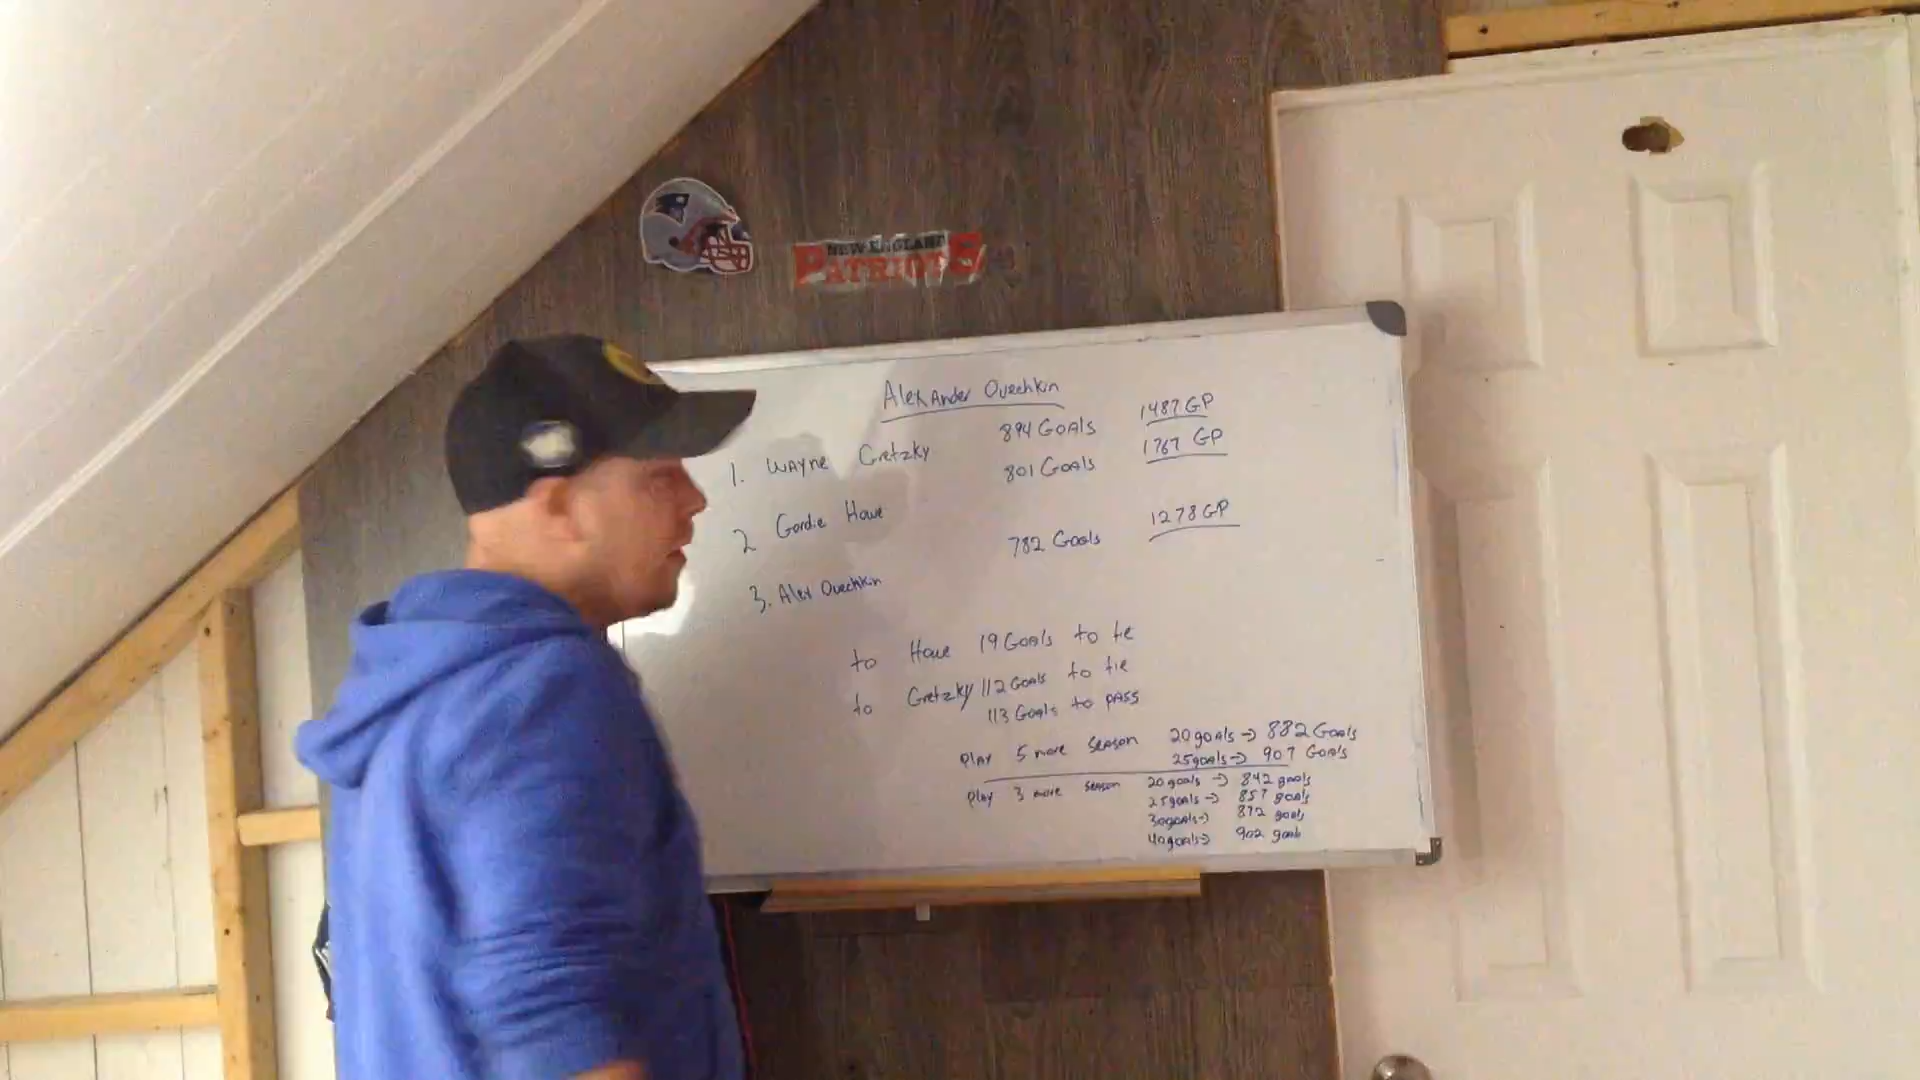 NEW ENGLAND
PATRIOTS
Alexander Ovechkin
1. Wayne Gretzky 894 Goals 1487 GP
2 Gordie Howe 801 Goals 1767 GP
3. Alex Ovechkin 782 Goals 1278 GP
to Howe 19 Goals to tie
to Gretzky 112 Goals to tie
113 Goals to pass
Play 5 more season 20 goals → 882 Goals
25 goals → 907 Goals
Play 3 more season 20 goals → 842 goals
25 goals → 857 goals
30 goals → 872 goals
40 goals → 902 goals